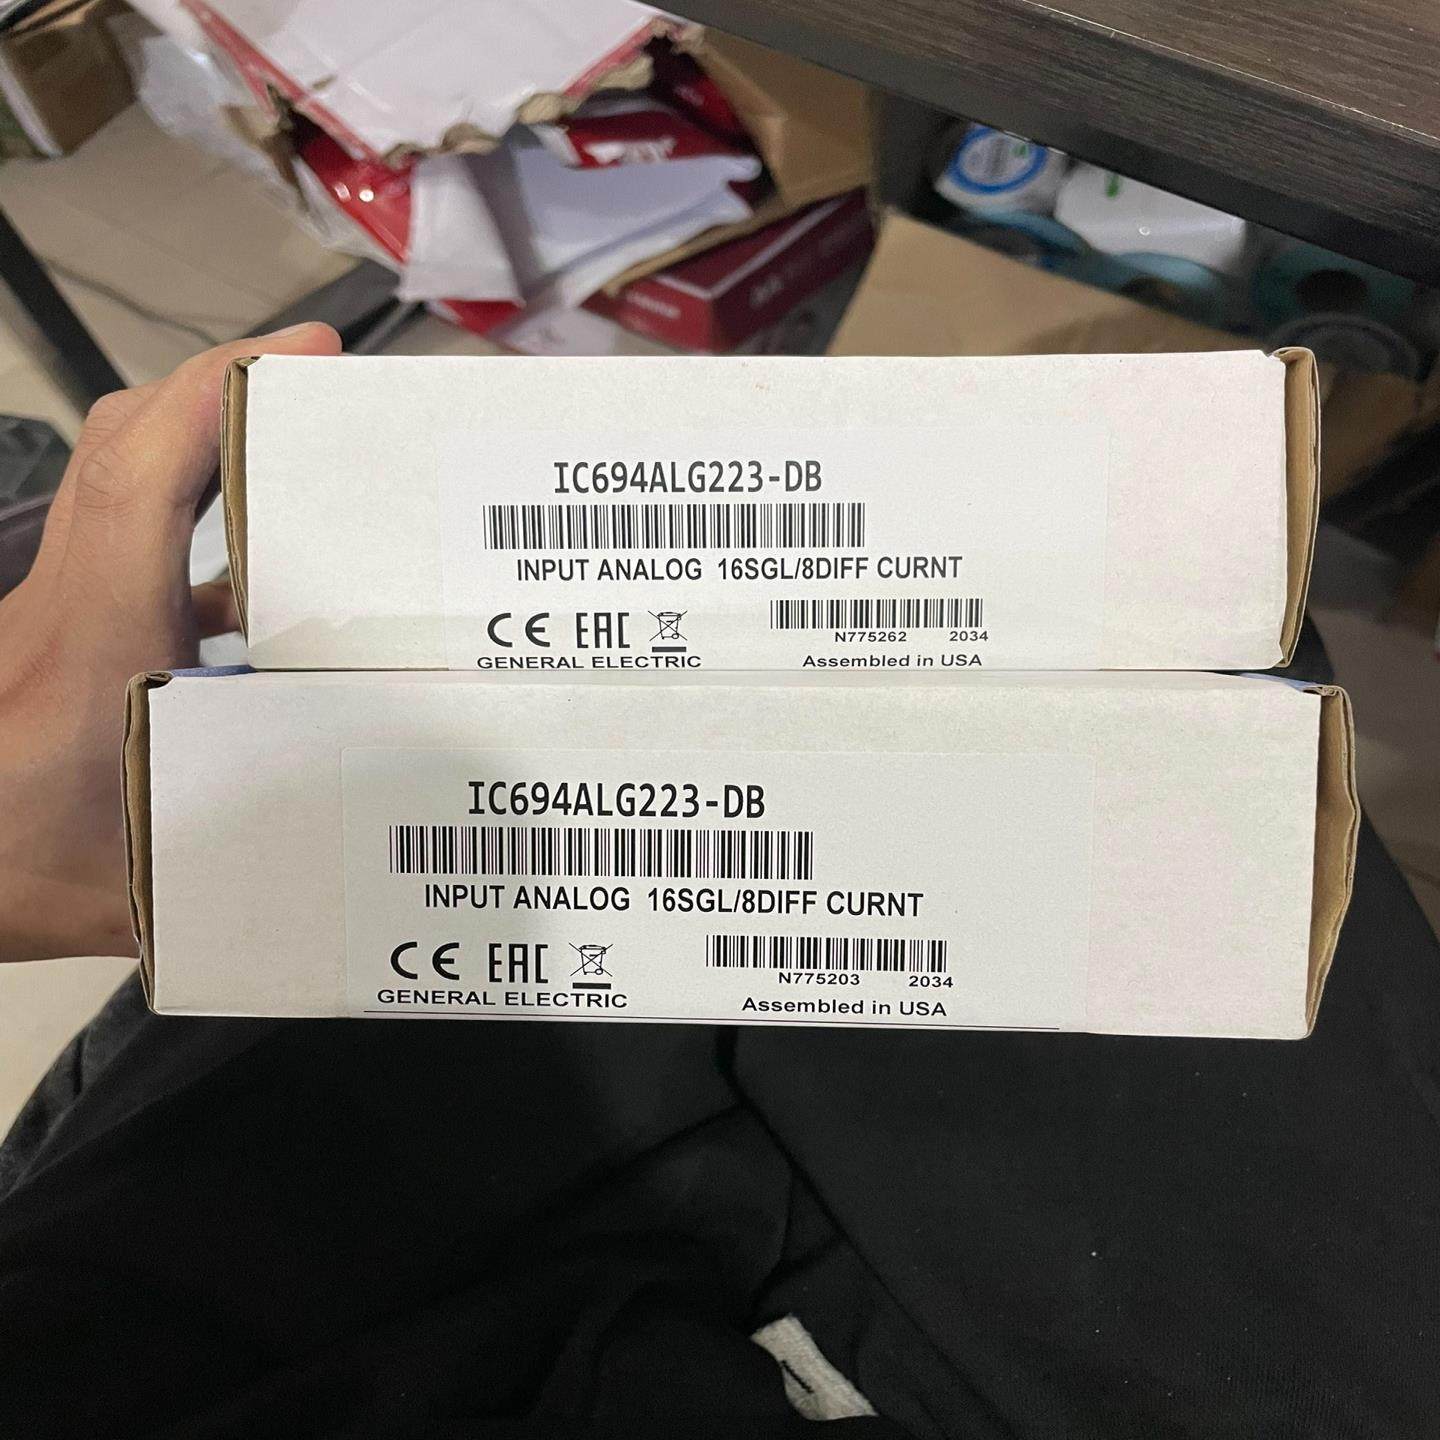 IC694ALG223-DB
INPUT ANALOG 16SGL/8DIFF CURNT
CE EAC
N775262 2034
GENERAL ELECTRIC
Assembled in USA
IC694ALG223-DB
INPUT ANALOG 16SGL/8DIFF CURNT
CE EAC
N775203 2034
GENERAL ELECTRIC
Assembled in USA